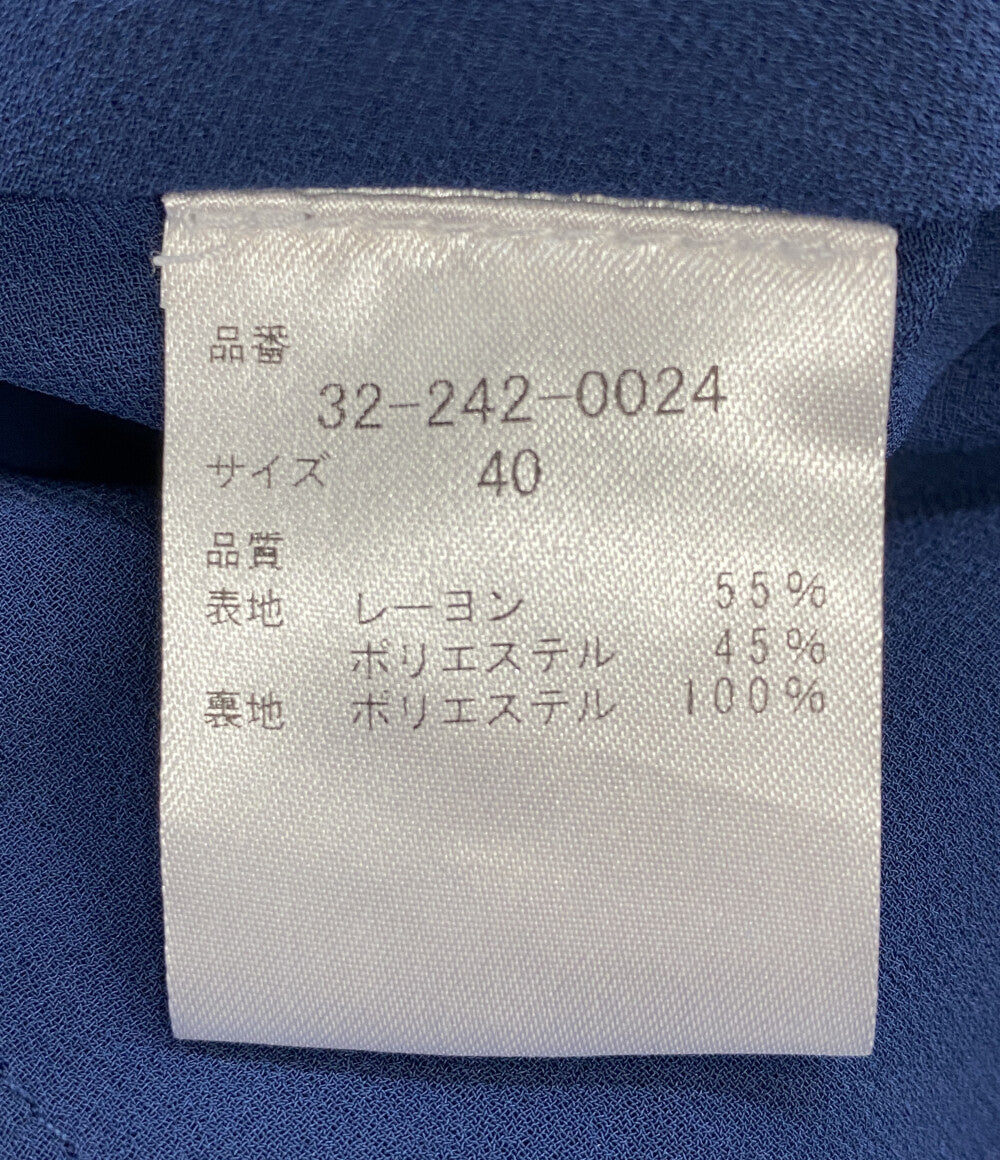 品番
32-242-0024
サイズ 40
品質
表地 レーヨン 55%
ポリエステル 45%
裏地 ポリエステル 100%